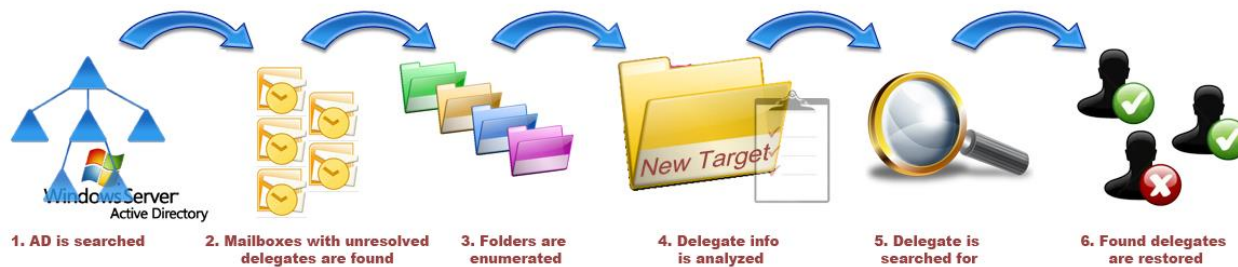 New Target
Windows Server
Active Directory
1. AD is searched
2. Mailboxes with unresolved
delegates are found
3. Folders are
enumerated
4. Delegate info
is analyzed
5. Delegate is
searched for
6. Found delegates
are restored